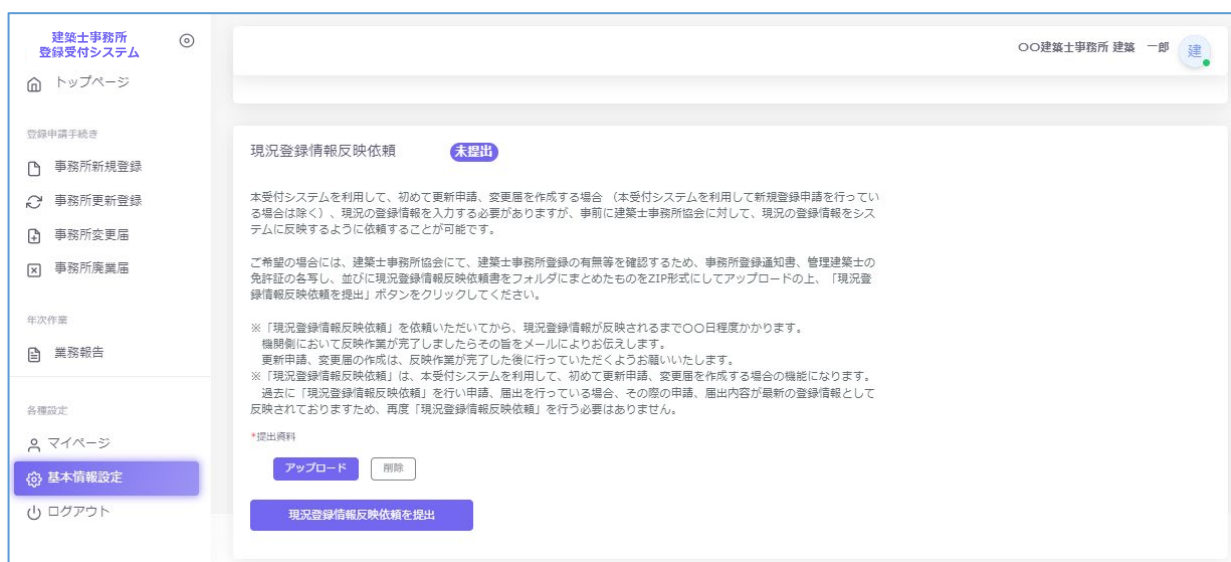 建築士事務所
登録受付システム
トップページ
登録申請手続き
事務所新規登録
事務所更新登録
事務所変更届
事務所廃業届
年次作業
業務報告
各種設定
マイページ
基本情報設定
ログアウト
〇〇建築士事務所 建築　一郎
建
現況登録情報反映依頼
未提出
本受付システムを利用して、初めて更新申請、変更届を作成する場合 （本受付システムを利用して新規登録申請を行ってい
る場合は除く）、現況の登録情報を入力する必要がありますが、事前に建築士事務所協会に対して、現況の登録情報をシス
テムに反映するように依頼することが可能です。
ご希望の場合には、建築士事務所協会にて、建築士事務所登録の有無等を確認するため、事務所登録通知書、管理建築士の
免許証の各写し、並びに現況登録情報反映依頼書をフォルダにまとめたものをZIP形式にしてアップロードの上、「現況登
録情報反映依頼を提出」ボタンをクリックしてください。
※「現況登録情報反映依頼」を依頼いただいてから、現況登録情報が反映されるまで〇〇日程度かかります。
機関側において反映作業が完了しましたらその旨をメールによりお伝えします。
更新申請、変更届の作成は、反映作業が完了した後に行っていただくようお願いいたします。
※「現況登録情報反映依頼」は、本受付システムを利用して、初めて更新申請、変更届を作成する場合の機能になります。
過去に「現況登録情報反映依頼」を行い申請、届出を行っている場合、その際の申請、届出内容が最新の登録情報として
反映されておりますため、再度「現況登録情報反映依頼」を行う必要はありません。
*提出資料
アップロード
削除
現況登録情報反映依頼を提出